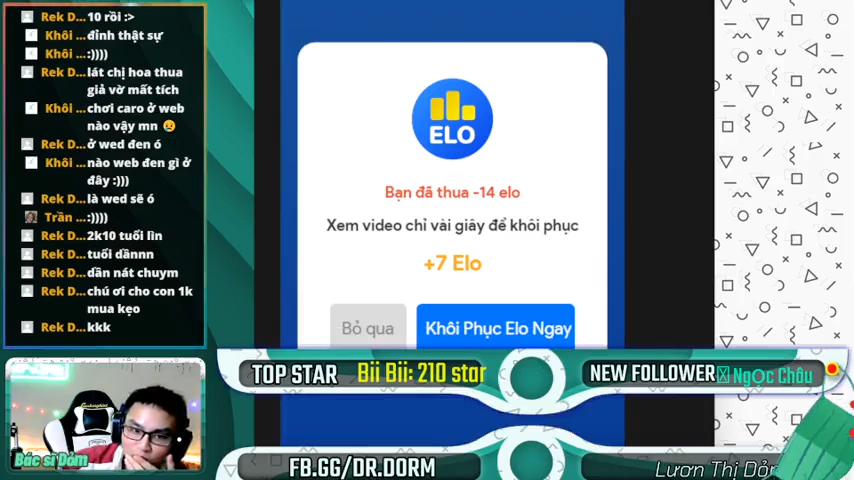 Rek D...10 rồi :>
Khôi ...đỉnh thật sự
Khôi ...:))))
Rek D...lát chị hoa thua
giả vờ mất tích
Khôi ...chơi caro ở web
nào vậy mn 😢
Rek D...ở wed đen ó
Khôi ...nào web đen gì ở
đây :)))
Rek D...là wed sẽ ó
Trần ...:))))
Rek D...2k10 tuổi lìn
Rek D...tuổi dầnnn
Rek D...dần nát chuym
Rek D...chú ơi cho con 1k
mua kẹo
Rek D...kkk
ELO
Bạn đã thua -14 elo
Xem video chỉ vài giây để khôi phục
+7 Elo
Bỏ qua
Khôi Phục Elo Ngay
TOP STAR
Bii Bii: 210 star
NEW FOLLOWER
Ngọc Châu
Bác sĩ Dởm
FB.GG/DR.DORM
Lươn Thị